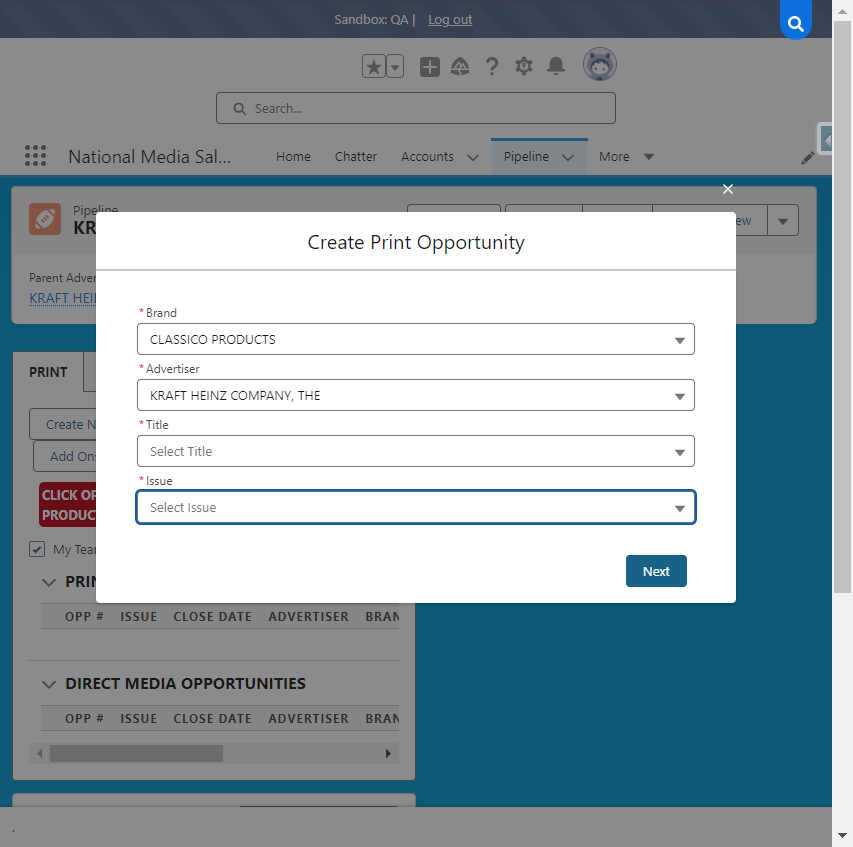 Sandbox: QA | Log out
Search...
National Media Sal... Home Chatter Accounts Pipeline More
Pipeline
KR
Parent Adver
KRAFT HEIN
Create Print Opportunity
* Brand
CLASSICO PRODUCTS
* Advertiser
KRAFT HEINZ COMPANY, THE
* Title
Select Title
* Issue
Select Issue
Next
PRINT
Create N
Add On
CLICK OP
PRODUC
My Tea
PRIN
OPP # ISSUE CLOSE DATE ADVERTISER BRAN
DIRECT MEDIA OPPORTUNITIES
OPP # ISSUE CLOSE DATE ADVERTISER BRAN